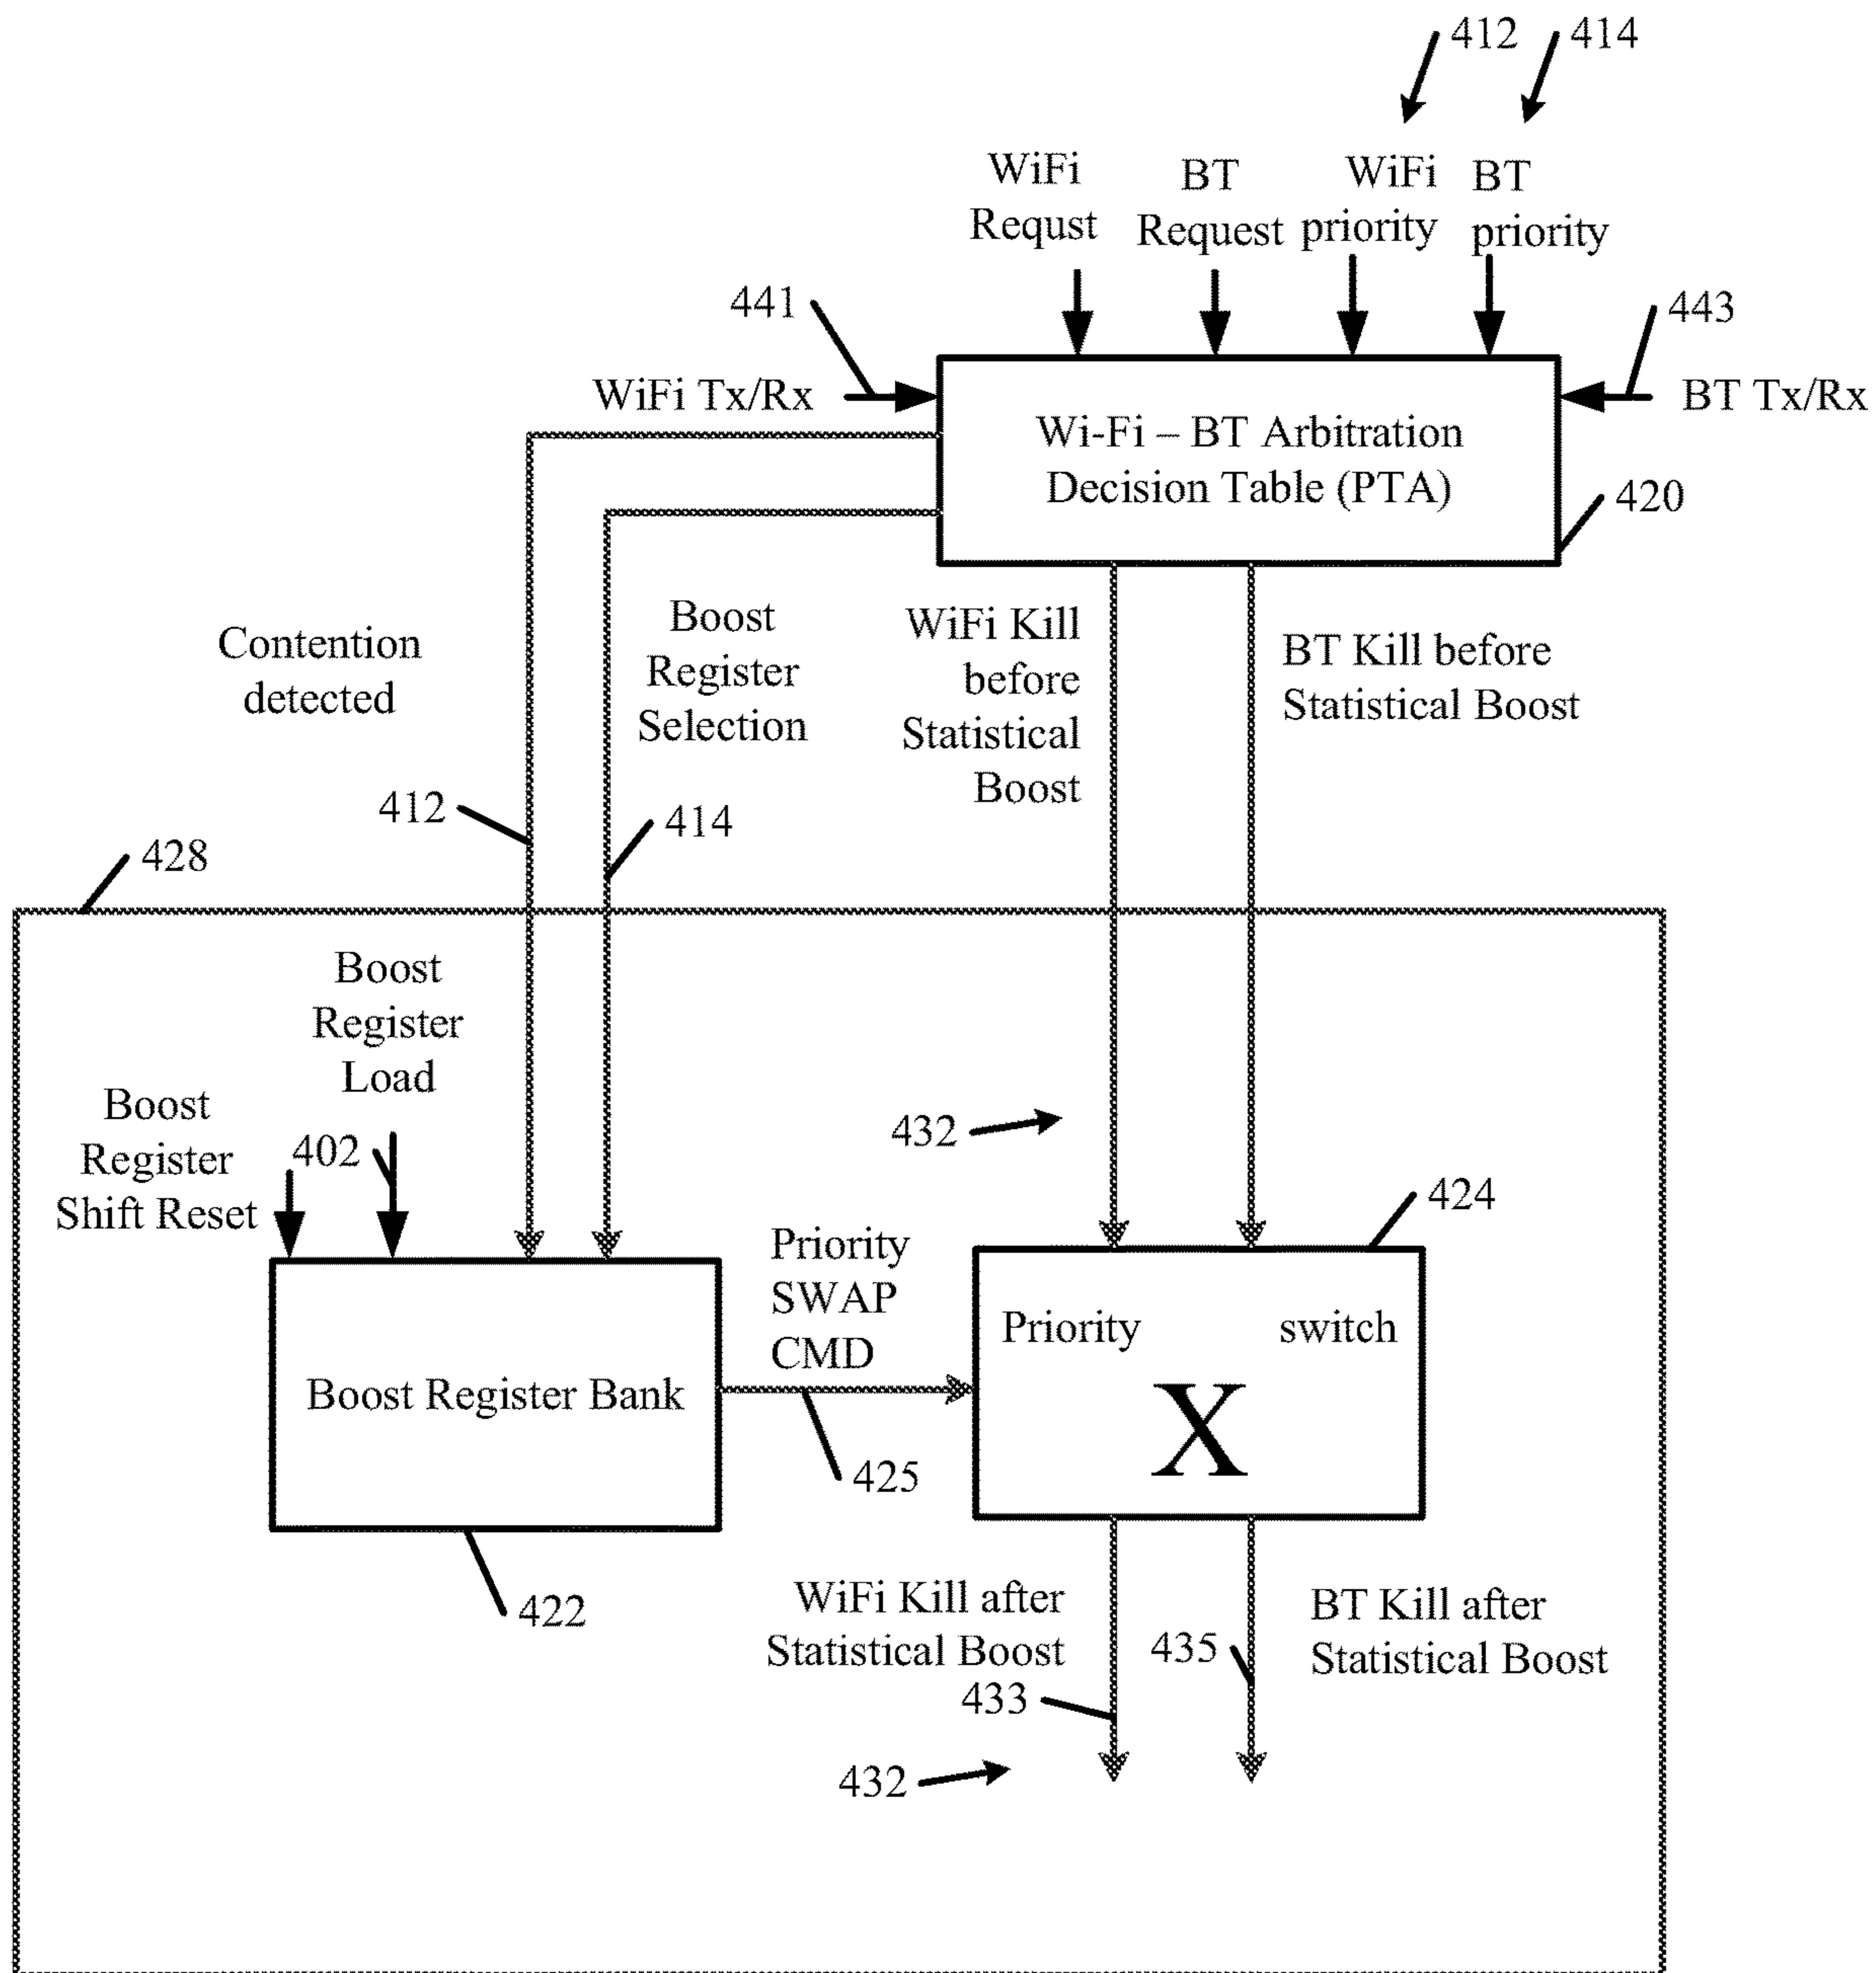 412
414
WiFi
Requst
BT
Request
WiFi
priority
BT
priority
441
443
WiFi Tx/Rx
BT Tx/Rx
Wi-Fi – BT Arbitration
Decision Table (PTA)
420
Contention
detected
Boost
Register
Selection
WiFi Kill
before
Statistical
Boost
BT Kill before
Statistical Boost
412
414
428
Boost
Register
Load
Boost
Register
Shift Reset
402
432
424
Priority
SWAP
CMD
Priority switch
X
Boost Register Bank
425
422
WiFi Kill after
Statistical Boost
433
435
BT Kill after
Statistical Boost
432